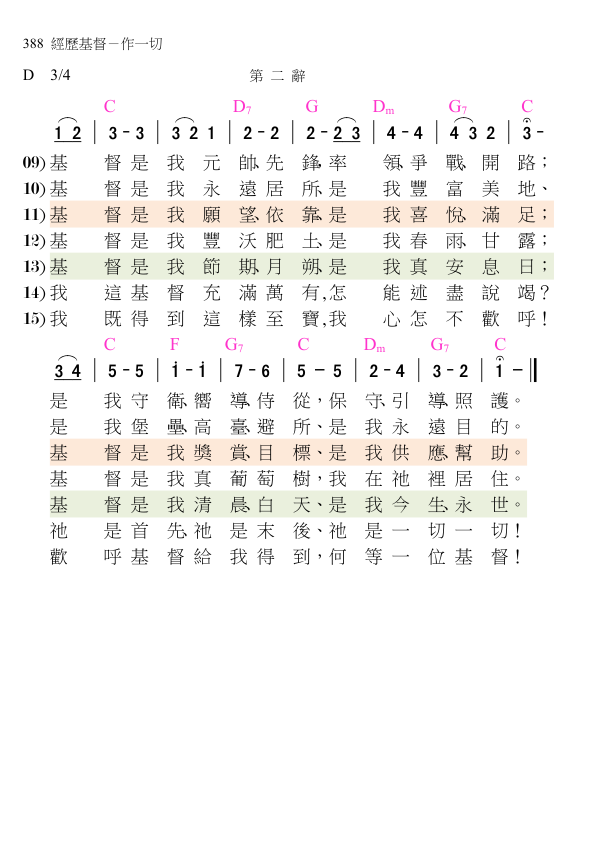 388 經歷基督－作一切
D 3/4 第 二 辭
C D7 G Dm G7 C
1 2 | 3 - 3 | 3 2 1 | 2 - 2 | 2 - 2 3 | 4 - 4 | 4 3 2 | 3 -
09) 基 督 是 我 元 帥、先 鋒，率 領、爭 戰、開 路；
10) 基 督 是 我 永 遠 居 所，是 我 豐 富 美 地、
11) 基 督 是 我 願 望、依 靠，是 我 喜 悅、滿 足；
12) 基 督 是 我 豐 沃 肥 土，是 我 春 雨、甘 露；
13) 基 督 是 我 節 期、月 朔，是 我 真 安 息 日；
14) 我 這 基 督 充 滿 萬 有，怎 能 述 盡 說 竭？
15) 我 既 得 到 這 樣 至 寶，我 心 怎 不 歡 呼！
C F G7 C Dm G7 C
3 4 | 5 - 5 | i - i | 7 - 6 | 5 - 5 | 2 - 4 | 3 - 2 | 1 - ||
是 我 守 衛、嚮 導、侍 從，保 守、引 導、照 護。
是 我 堡 壘、高 臺、避 所、是 我 永 遠 目 的。
基 督 是 我 獎 賞、目 標、是 我 供 應、幫 助。
基 督 是 我 真 葡 萄 樹，我 在 祂 裡 居 住。
基 督 是 我 清 晨、白 天、是 我 今 生、永 世。
祂 是 首 先、祂 是 末 後、祂 是 一 切 一 切！
歡 呼 基 督 給 我 得 到，何 等 一 位 基 督！